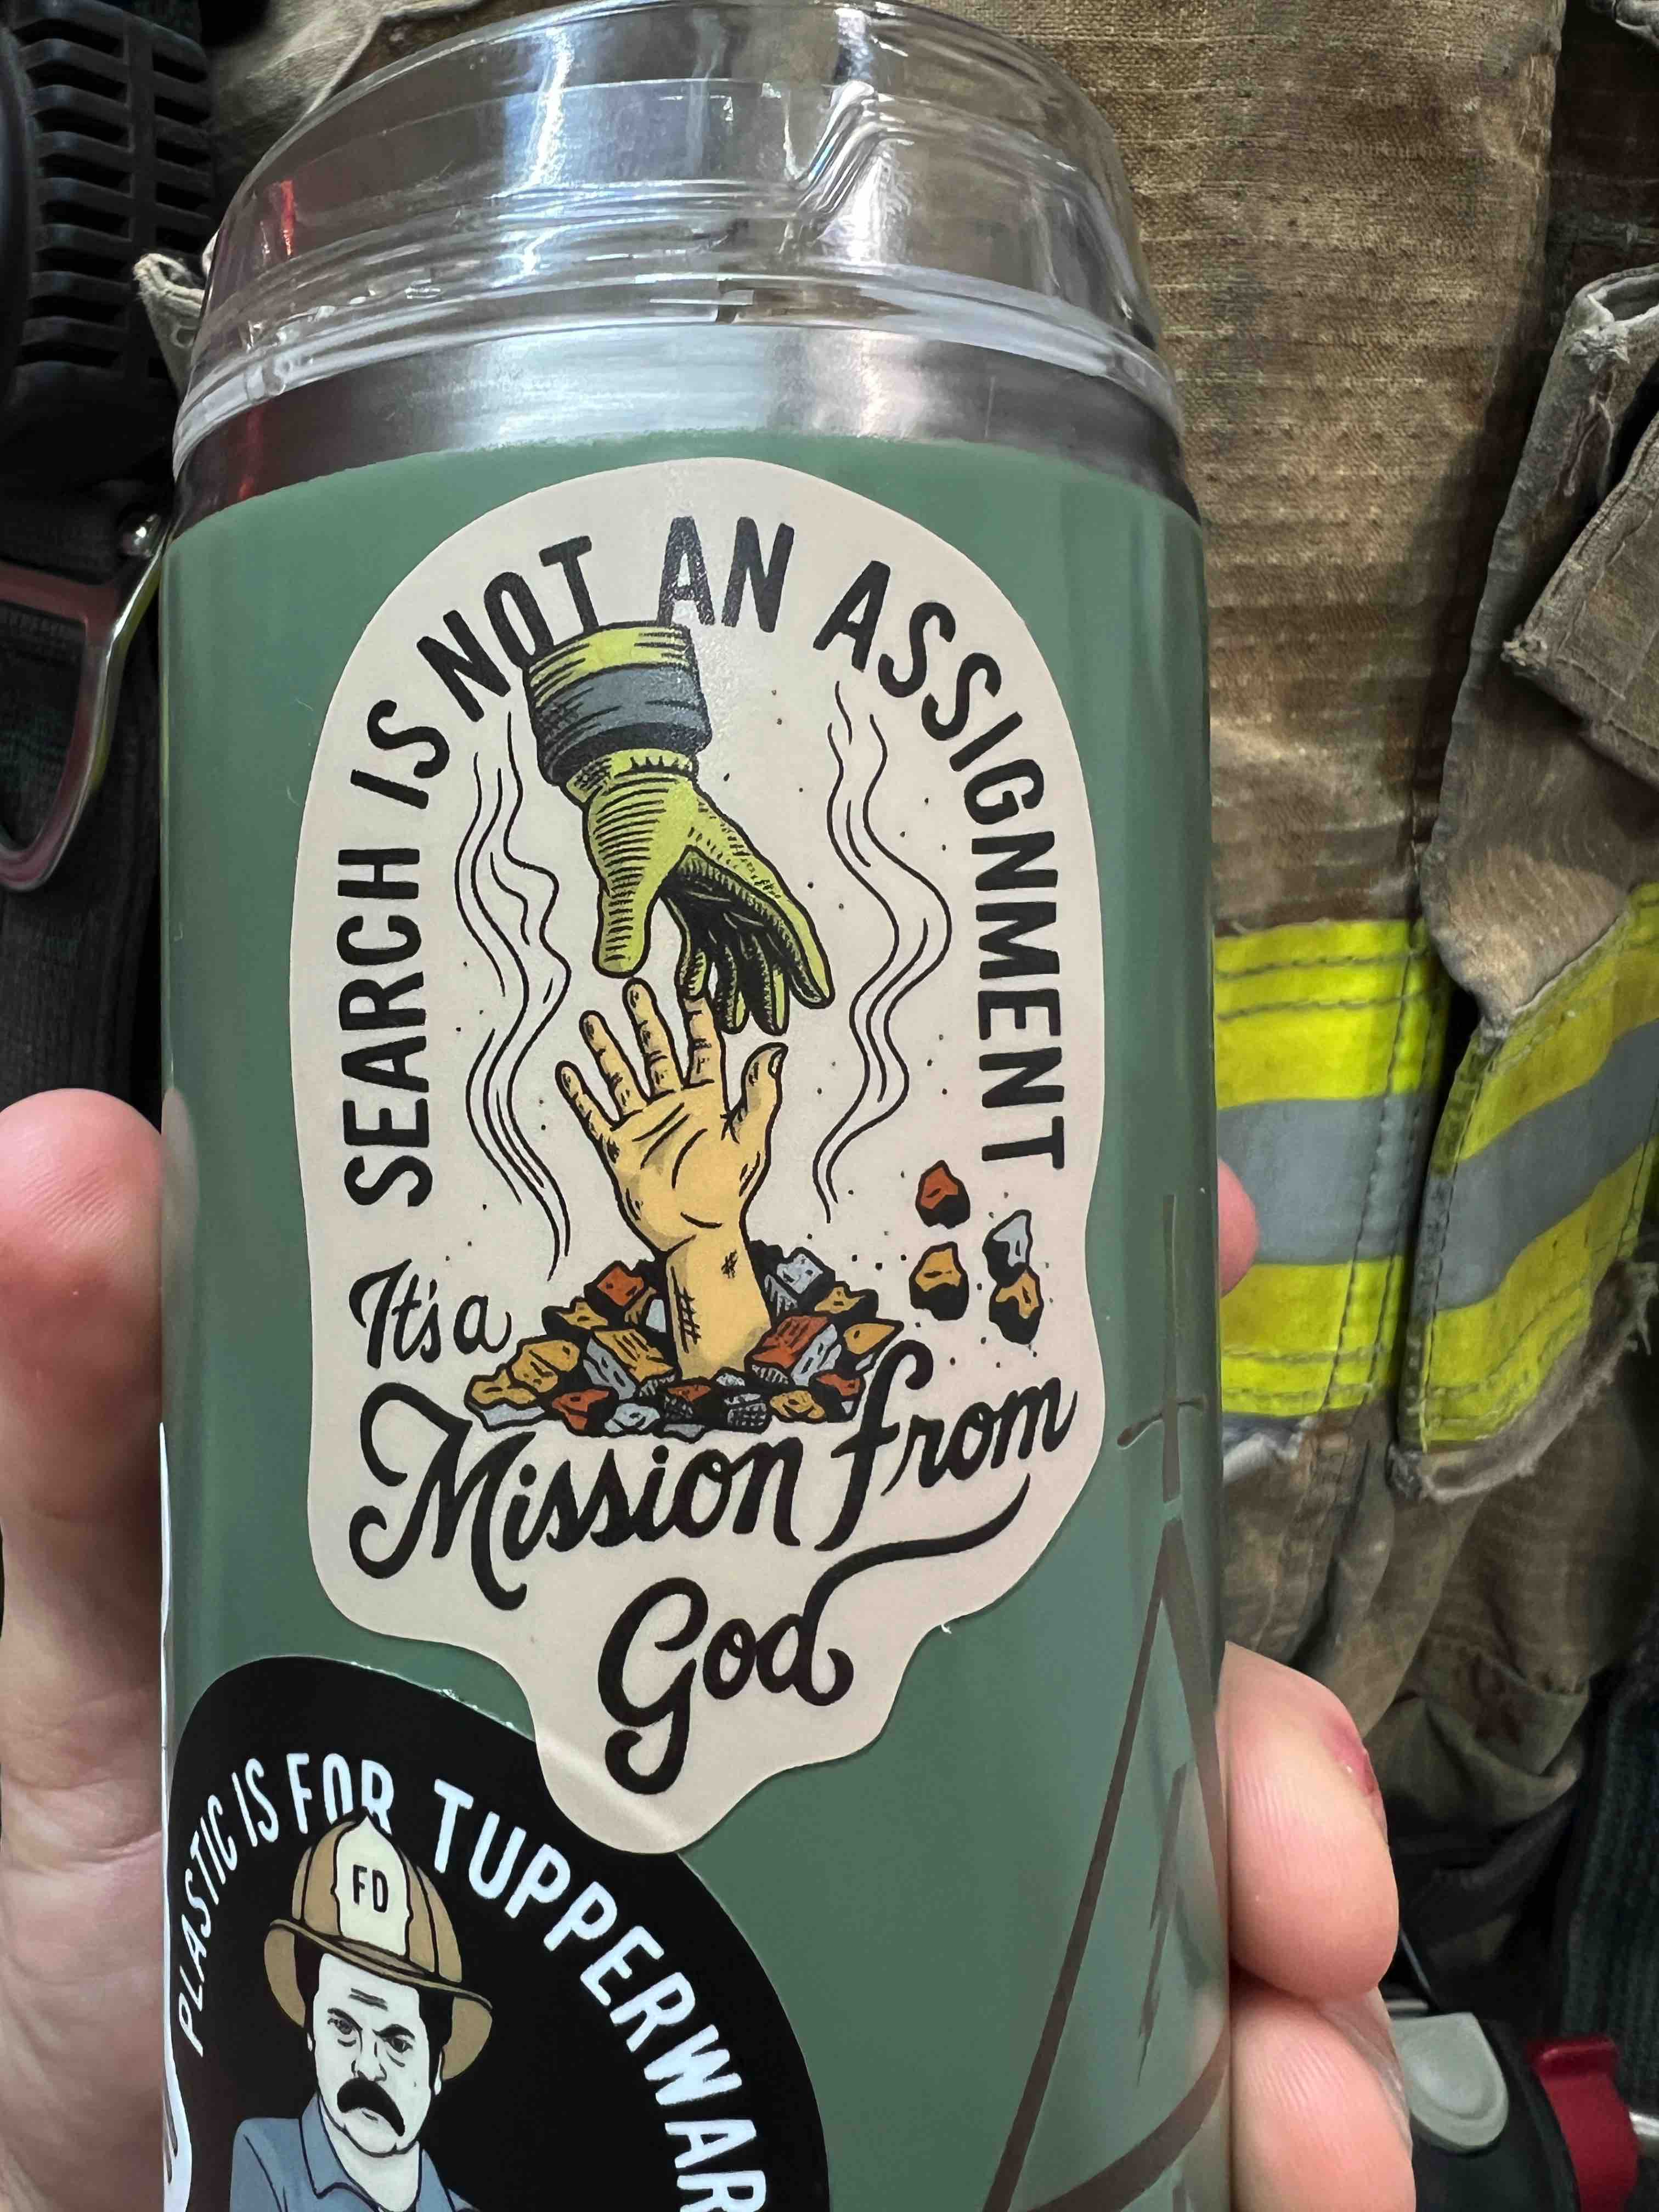 SEARCH IS NOT AN ASSIGNMENT
It's a
Mission from
God
PLASTIC IS FOR TUPPERWAR
FD